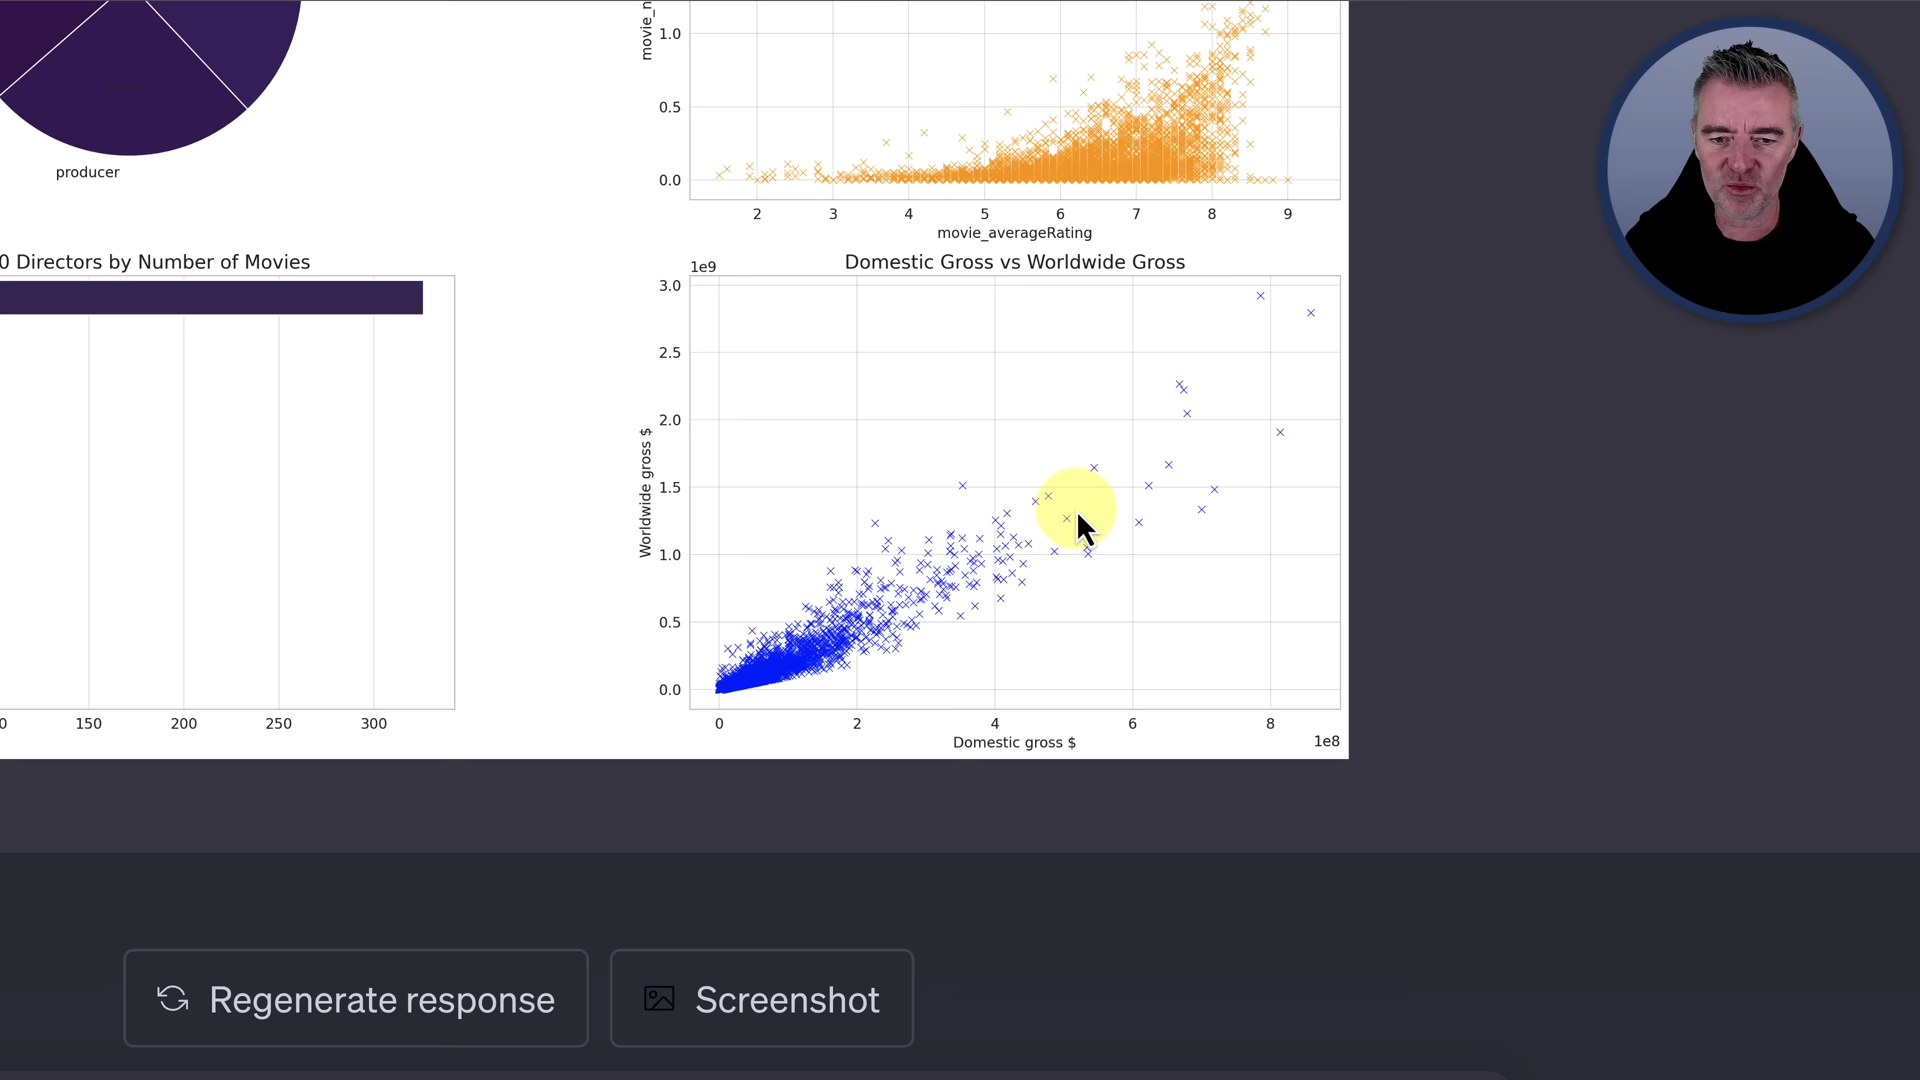 producer
movie_n
1.0
0.5
0.0
2 3 4 5 6 7 8 9
movie_averageRating
0 Directors by Number of Movies
0 150 200 250 300
Domestic Gross vs Worldwide Gross
1e9
3.0
2.5
2.0
1.5
1.0
0.5
0.0
Worldwide gross $
0 2 4 6 8
1e8
Domestic gross $
Regenerate response
Screenshot